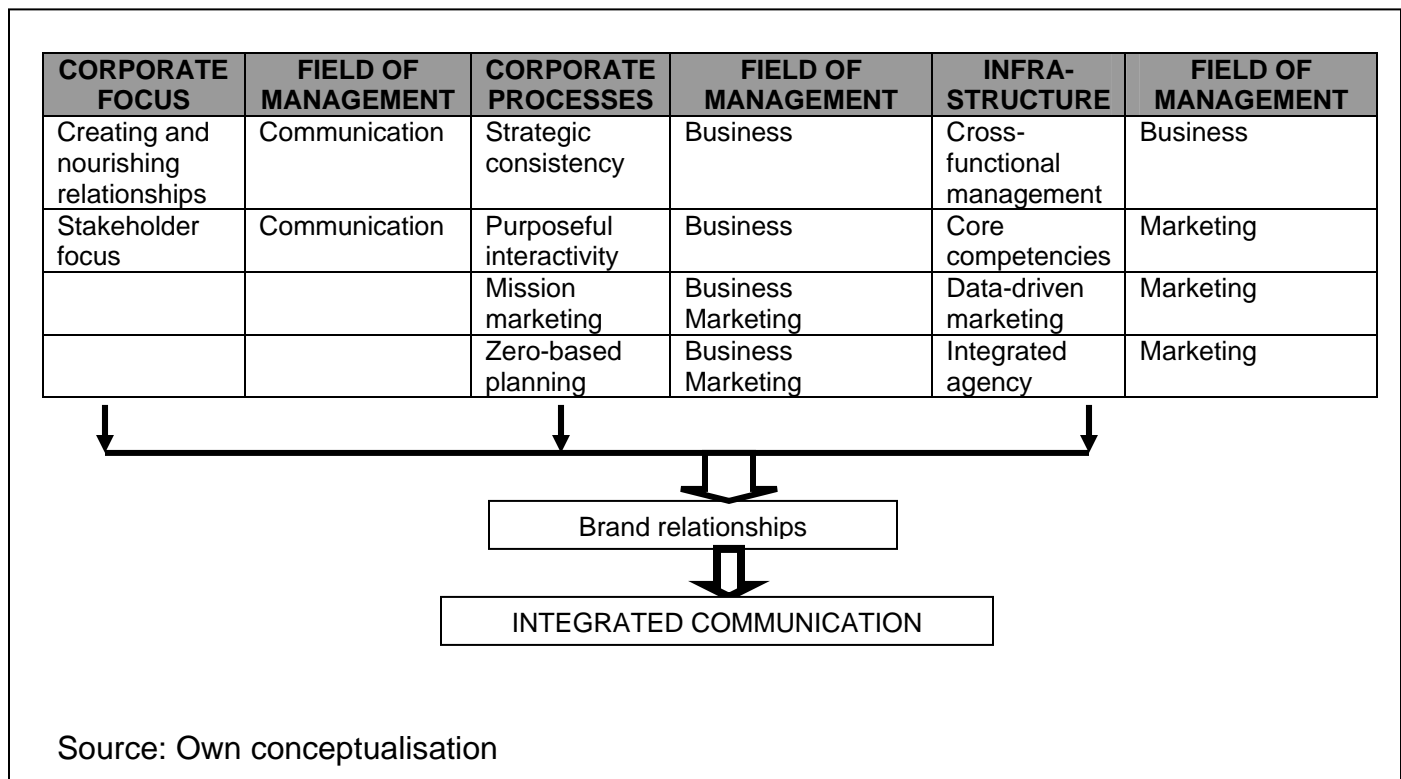 CORPORATE FOCUS FIELD OF MANAGEMENT CORPORATE PROCESSES FIELD OF MANAGEMENT INFRA-STRUCTURE FIELD OF MANAGEMENT
Creating and nourishing relationships Communication Strategic consistency Business Cross-functional management Business
Stakeholder focus Communication Purposeful interactivity Business Core competencies Marketing
Mission marketing Business Marketing Data-driven marketing Marketing
Zero-based planning Business Marketing Integrated agency Marketing
Brand relationships
INTEGRATED COMMUNICATION
Source: Own conceptualisation